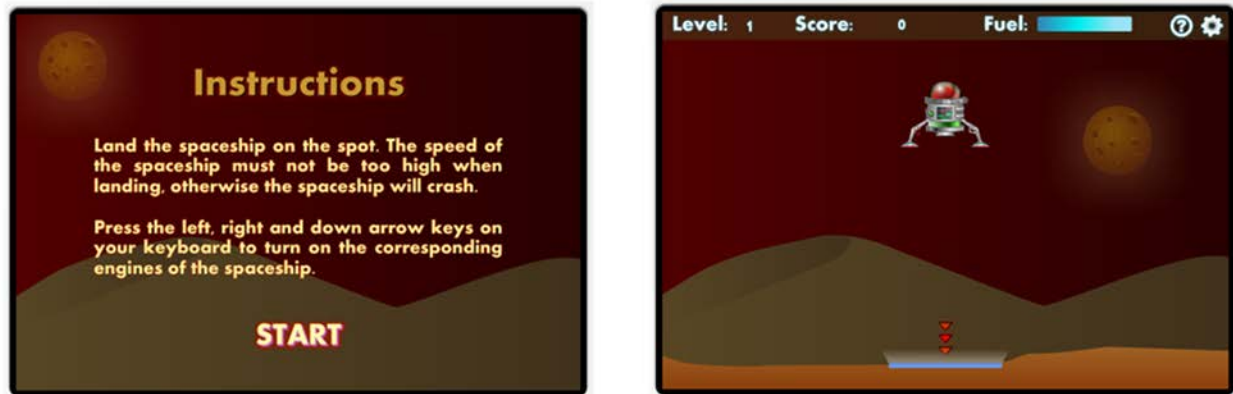 Instructions
Land the spaceship on the spot. The speed of
the spaceship must not be too high when
landing, otherwise the spaceship will crash.
Press the left, right and down arrow keys on
your keyboard to turn on the corresponding
engines of the spaceship.
START
Level: 1 Score: 0 Fuel: ?